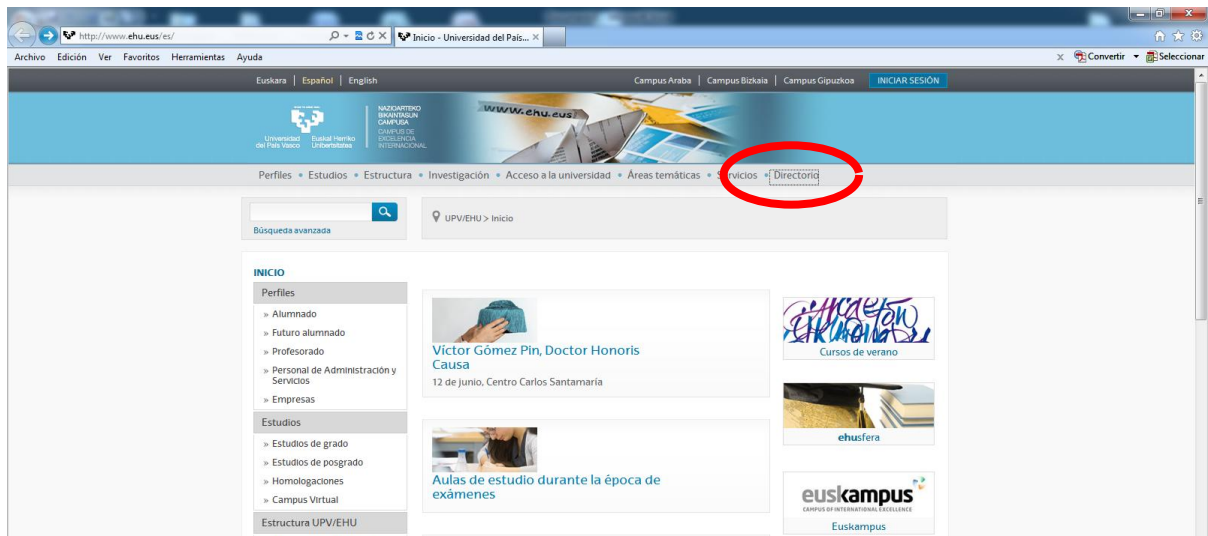 http://www.ehu.eus/es/
Inicio - Universidad del País...
Archivo Edición Ver Favoritos Herramientas Ayuda
x Convertir Seleccionar
Euskara | Español | English
Campus Araba | Campus Bizkaia | Campus Gipuzkoa INICIAR SESIÓN
Universidad del País Vasco
Euskal Herriko Unibertsitatea
NAZIOARTEKO
BIKAINTASUN
CAMPUSA
CAMPUS DE
EXCELENCIA
INTERNACIONAL
www.ehu.eus
Perfiles • Estudios • Estructura • Investigación • Acceso a la universidad • Áreas temáticas • Servicios • Directorio
Búsqueda avanzada
UPV/EHU > Inicio
INICIO
Perfiles
» Alumnado
» Futuro alumnado
» Profesorado
» Personal de Administración y
Servicios
» Empresas
Estudios
» Estudios de grado
» Estudios de posgrado
» Homologaciones
» Campus Virtual
Estructura UPV/EHU
Víctor Gómez Pin, Doctor Honoris
Causa
12 de junio, Centro Carlos Santamaría
Aulas de estudio durante la época de
exámenes
Cursos de verano
ehusfera
euskampus
CAMPUS OF INTERNATIONAL EXCELLENCE
Euskampus